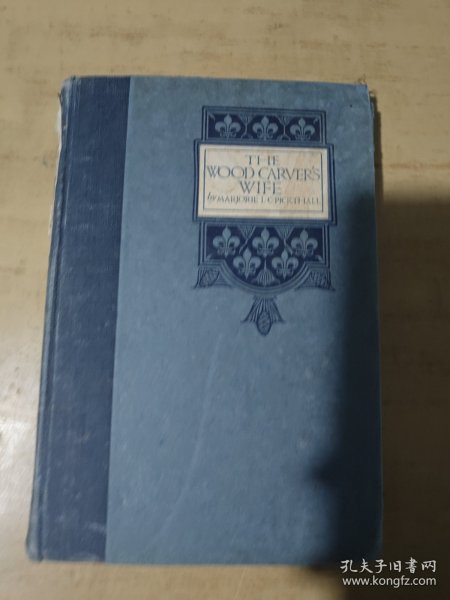 THE
WOOD CARVER'S
WIFE
by MARJORIE L C PICKTHALL
孔夫子旧书网
www.kongfz.com